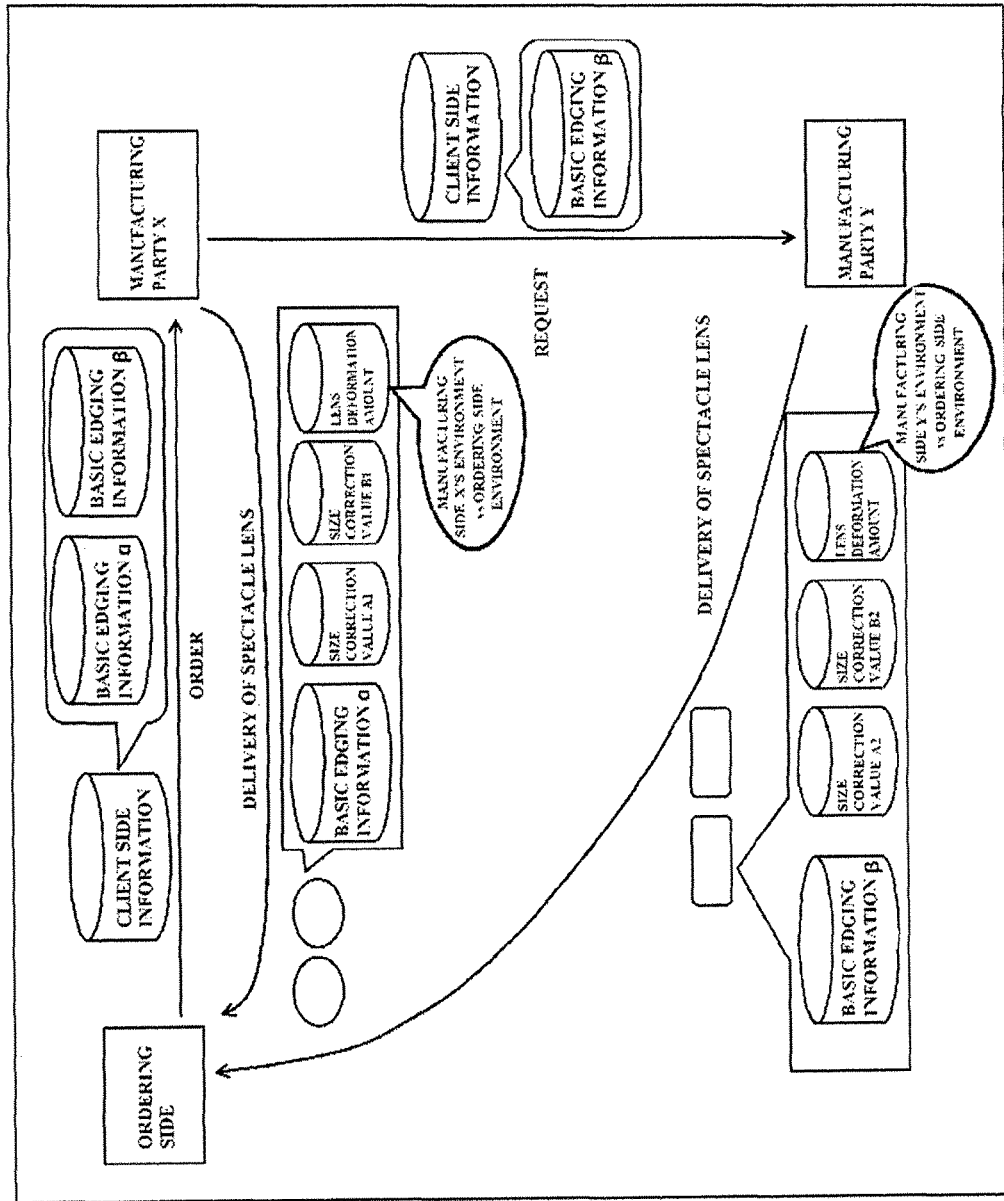 ORDERING
SIDE
CLIENT SIDE
INFORMATION
BASIC EDGING
INFORMATION α
BASIC EDGING
INFORMATION β
ORDER
MANUFACTURING
PARTY X
DELIVERY OF SPECTACLE LENS
BASIC EDGING
INFORMATION α
SIZE
CORRECTION
VALUE A1
SIZE
CORRECTION
VALUE B1
LENS
DEFORMATION
AMOUNT
MANUFACTURING
SIDE X'S ENVIRONMENT
vs ORDERING SIDE
ENVIRONMENT
REQUEST
CLIENT SIDE
INFORMATION
BASIC EDGING
INFORMATION β
DELIVERY OF SPECTACLE LENS
MANUFACTURING
PARTY Y
BASIC EDGING
INFORMATION β
SIZE
CORRECTION
VALUE A2
SIZE
CORRECTION
VALUE B2
LENS
DEFORMATION
AMOUNT
MANUFACTURING
SIDE Y'S ENVIRONMENT
vs ORDERING SIDE
ENVIRONMENT